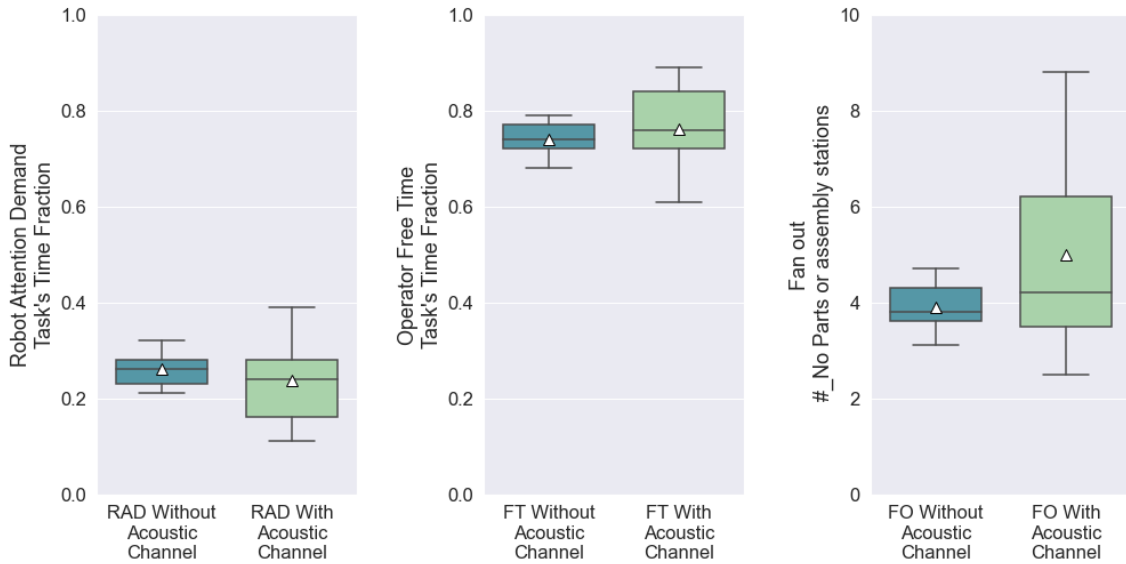 Robot Attention Demand
Task's Time Fraction
1.0
0.8
0.6
0.4
0.2
0.0
RAD Without
Acoustic
Channel
RAD With
Acoustic
Channel
Operator Free Time
Task's Time Fraction
1.0
0.8
0.6
0.4
0.2
0.0
FT Without
Acoustic
Channel
FT With
Acoustic
Channel
Fan out
#_No Parts or assembly stations
10
8
6
4
2
0
FO Without
Acoustic
Channel
FO With
Acoustic
Channel